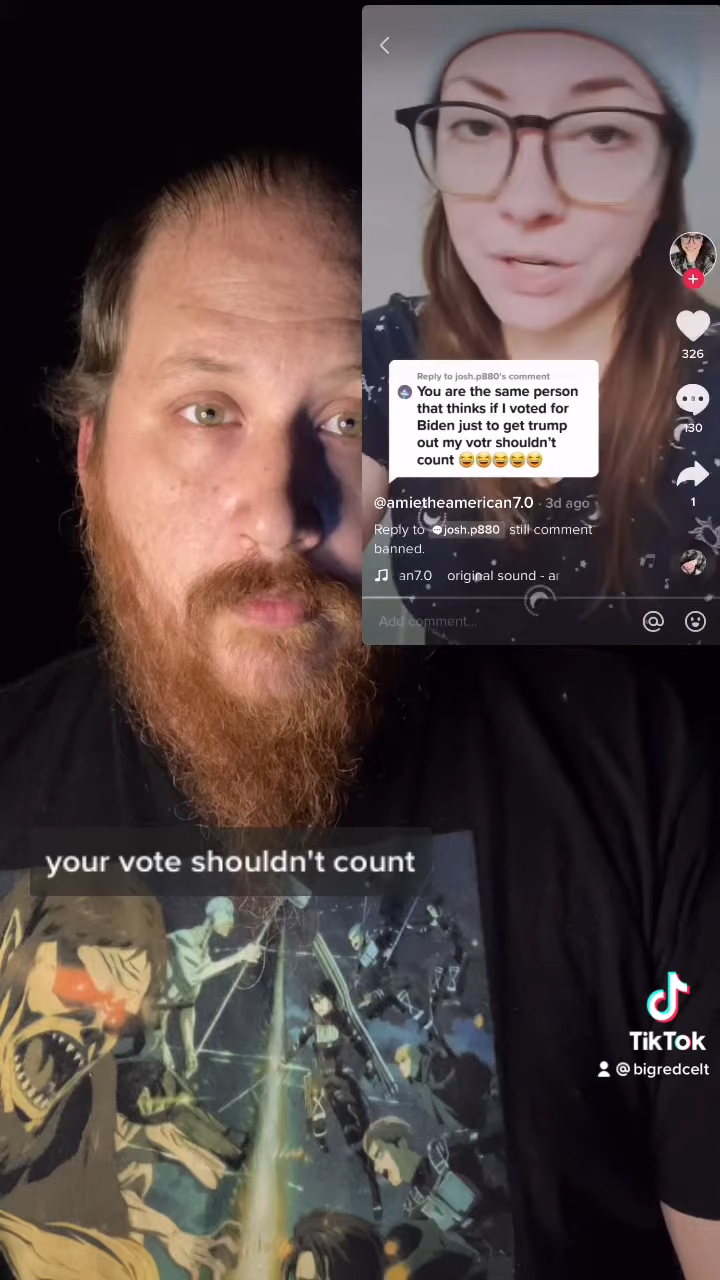 Reply to josh.p880's comment
You are the same person
that thinks if I voted for
Biden just to get trump
out my votr shouldn't
count 😆😆😆😆😆
326
130
1
@amietheamerican7.0 · 3d ago
Reply to josh.p880 still comment
banned.
an7.0 original sound - ar
Add comment...
your vote shouldn't count
TikTok
@bigredcelt